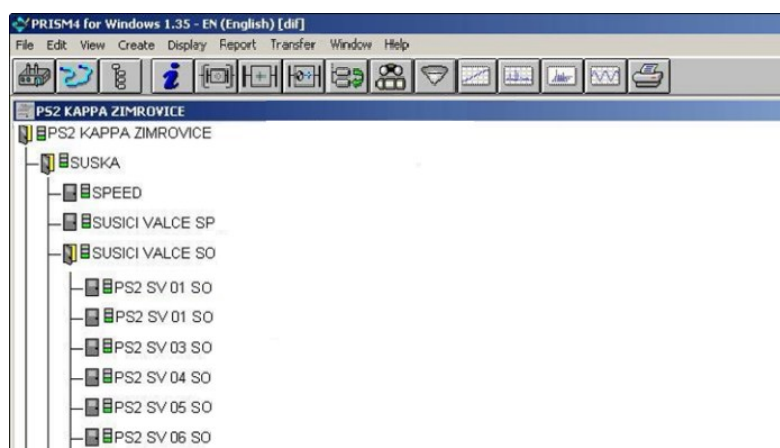 PRISM4 for Windows 1.35 - EN (English) [dif]
File Edit View Create Display Report Transfer Window Help
PS2 KAPPA ZIMROVICE
PS2 KAPPA ZIMROVICE
SUSKA
SPEED
SUSICI VALCE SP
SUSICI VALCE SO
PS2 SV 01 SO
PS2 SV 01 SO
PS2 SV 03 SO
PS2 SV 04 SO
PS2 SV 05 SO
PS2 SV 06 SO